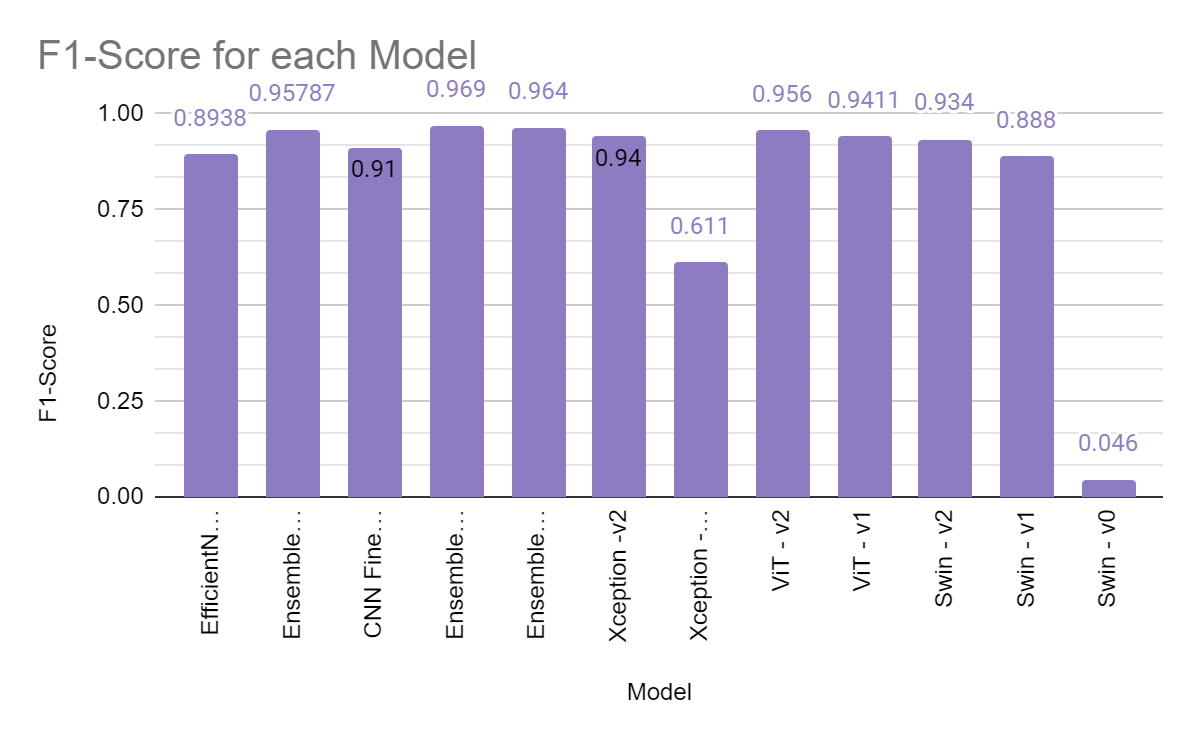 F1-Score for each Model
0.8938
0.95787
0.91
0.969
0.964
0.94
0.611
0.956
0.9411
0.934
0.888
0.046
1.00
0.75
0.50
0.25
0.00
F1-Score
EfficientN…
Ensemble…
CNN Fine…
Ensemble…
Ensemble…
Xception -v2
Xception -…
ViT - v2
ViT - v1
Swin - v2
Swin - v1
Swin - v0
Model